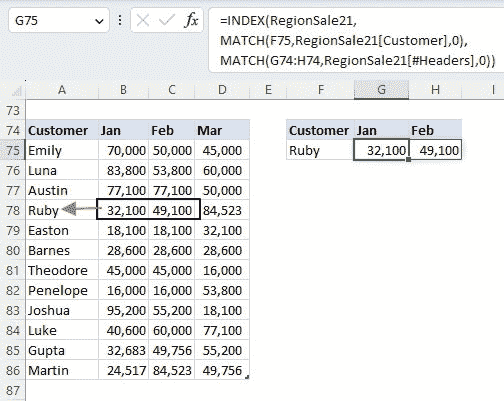 G75 fx =INDEX(RegionSale21,
MATCH(F75,RegionSale21[Customer],0),
MATCH(G74:H74,RegionSale21[#Headers],0))
A B C D E F G H I
73
74 Customer Jan Feb Mar Customer Jan Feb
75 Emily 70,000 50,000 45,000 Ruby 32,100 49,100
76 Luna 83,800 53,800 60,000
77 Austin 77,100 77,100 50,000
78 Ruby 32,100 49,100 84,523
79 Easton 18,100 18,100 32,100
80 Barnes 28,600 28,600 28,600
81 Theodore 45,000 45,000 16,000
82 Penelope 16,000 16,000 53,800
83 Joshua 95,200 55,200 18,100
84 Luke 40,600 60,000 77,100
85 Gupta 32,683 49,756 55,200
86 Martin 24,517 84,523 49,756
87